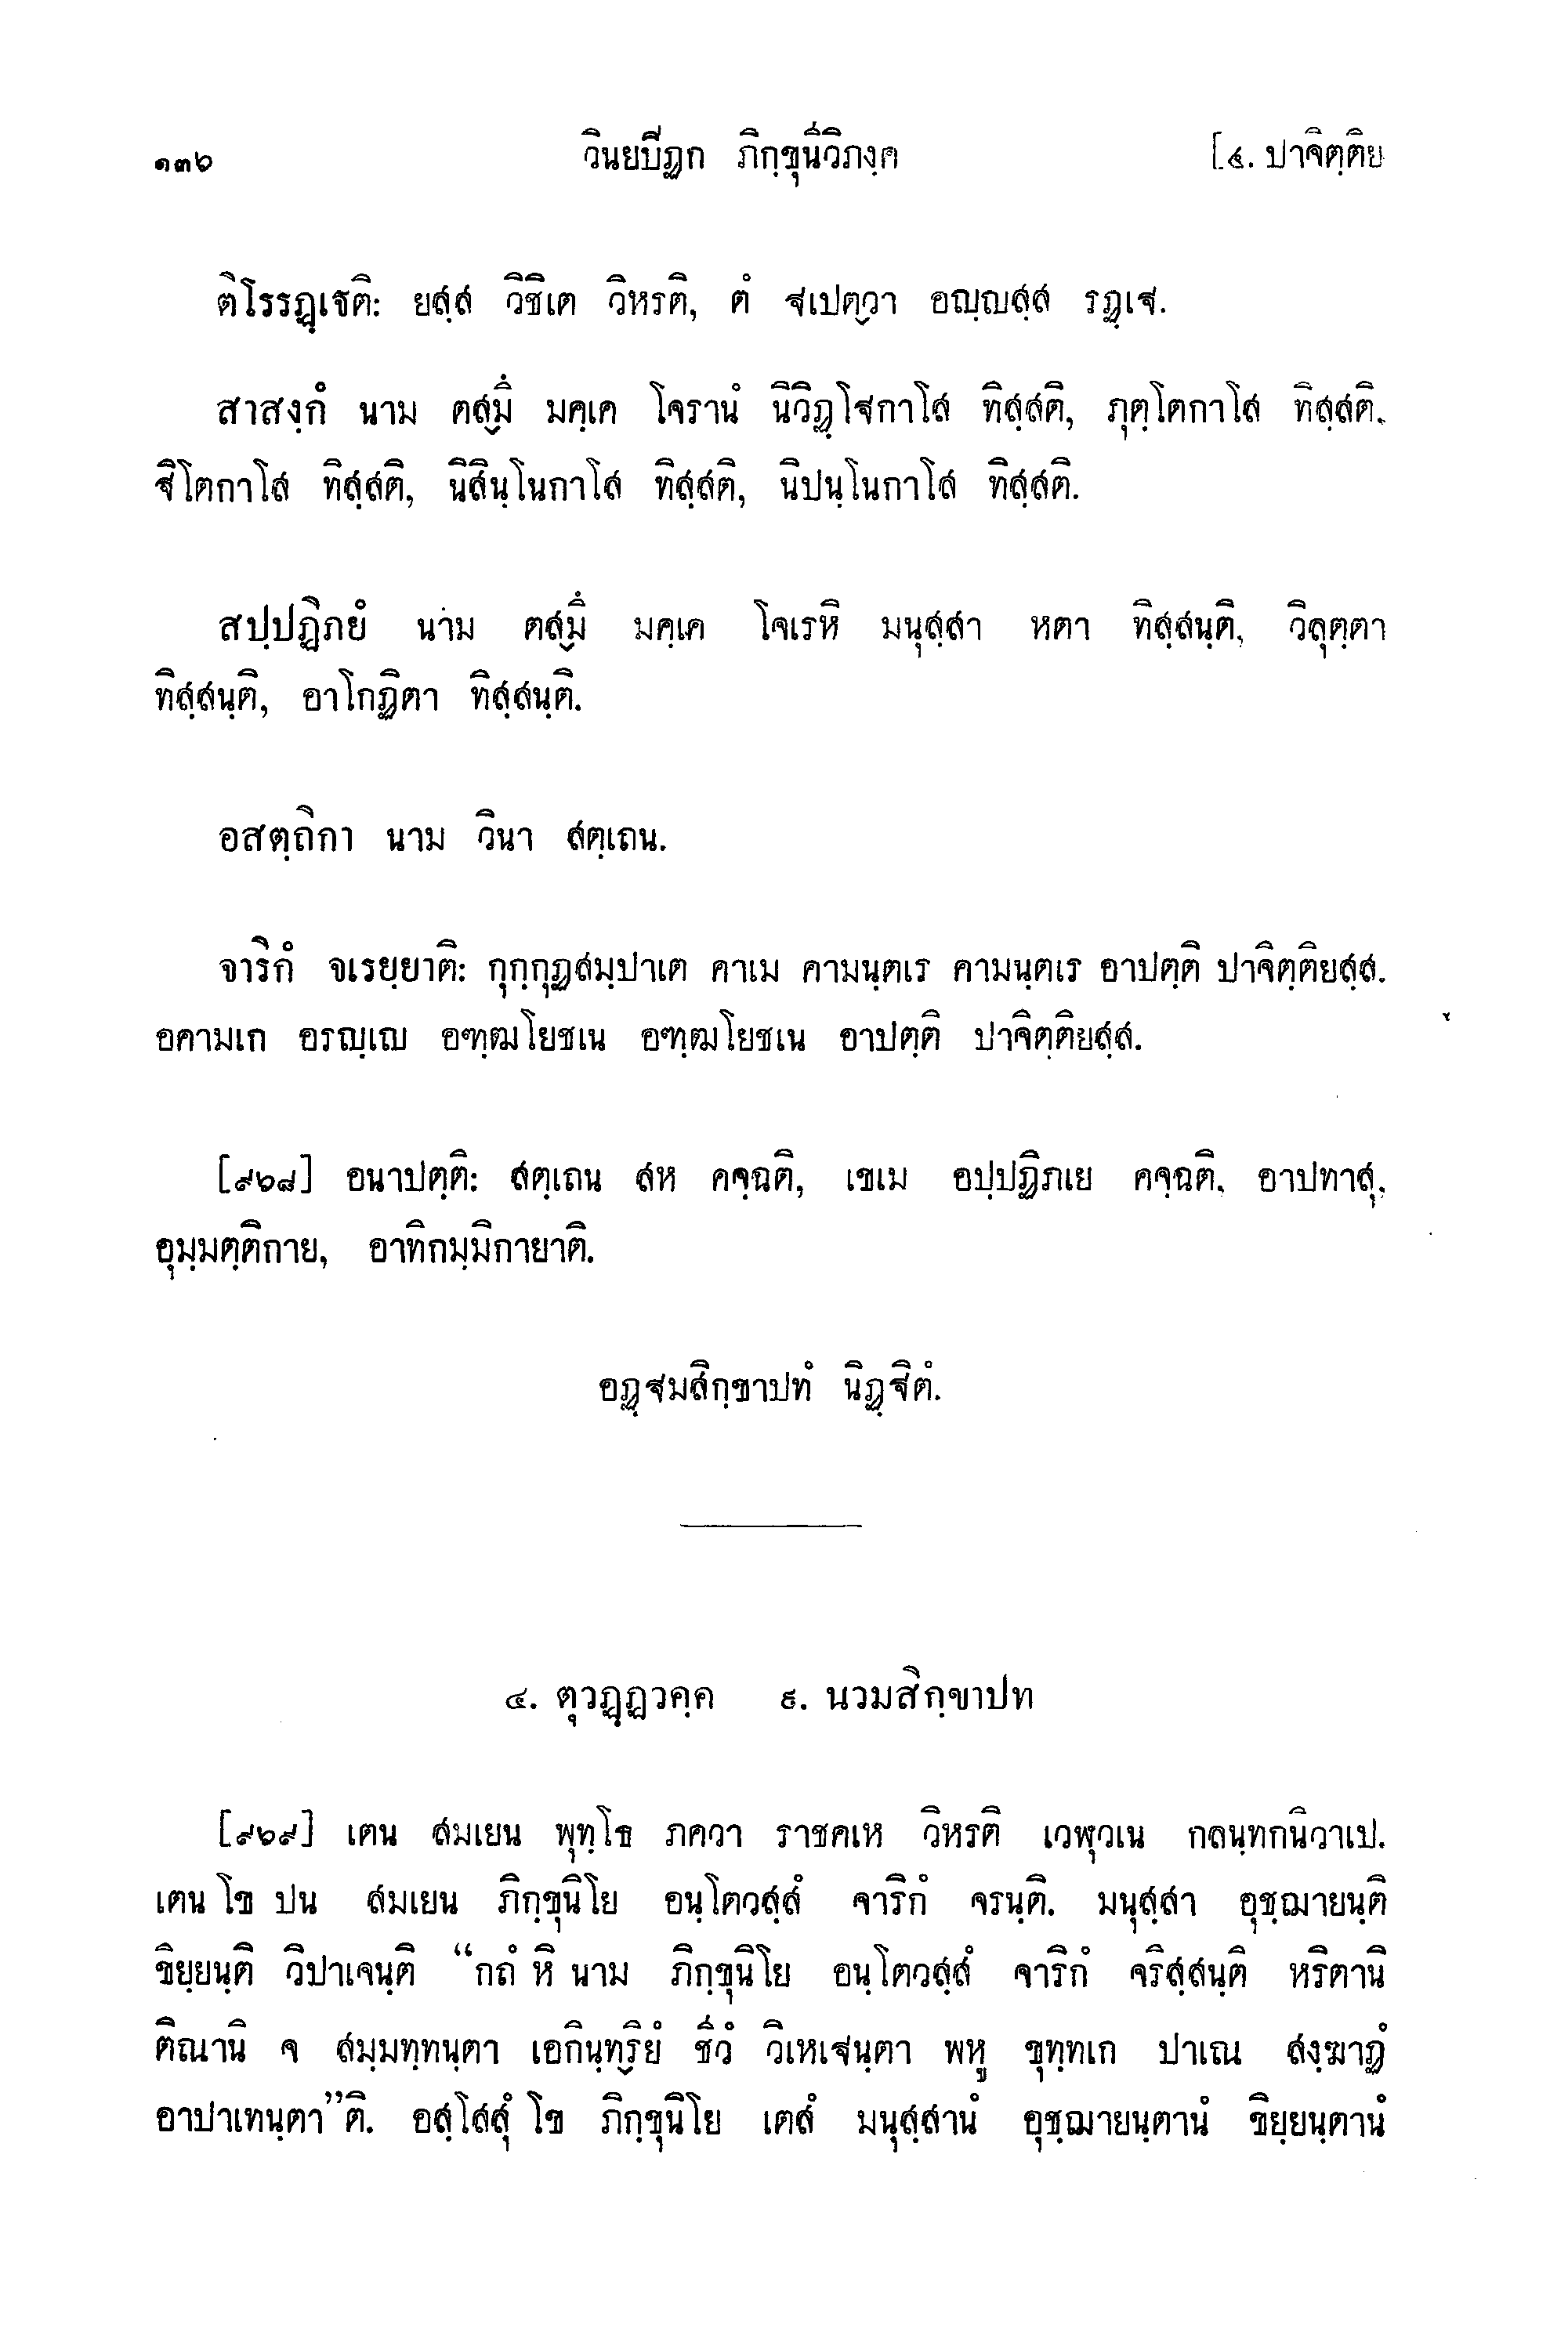 ๑๓๖ วินยปีฏก ภิกฺขุนีวิภงฺค [๔. ปาจิตฺติย
ติโรรฏฺเฐติ: ยสฺส วิชิเต วิหรติ, ตํ ฐเปตฺวา อญฺญสฺส รฏฺเฐ.
สาสงฺกํ นาม ตสฺมึ มคฺเค โจรานํ นิวิฏฺโฐกาโส ทิสฺสติ, ภุตฺโตกาโส ทิสฺสติ,
ฐิโตกาโส ทิสฺสติ, นิสินฺโนกาโส ทิสฺสติ, นิปนฺโนกาโส ทิสฺสติ.
สปฺปฏิภยํ นาม ตสฺมึ มคฺเค โจเรหิ มนุสฺสา หตา ทิสฺสนฺติ, วิลุตฺตา
ทิสฺสนฺติ, อาโกฏิตา ทิสฺสนฺติ.
อสตฺถิกา นาม วินา สตฺเถน.
จาริกํ จเรยฺยาติ: กุกฺกุฏสมฺปาเต คาเม คามนฺตเร คามนฺตเร อาปตฺติ ปาจิตฺติยสฺส.
อคามเก อรญฺเญ อฑฺฒโยชเน อฑฺฒโยชเน อาปตฺติ ปาจิตฺติยสฺส.
[๙๖๘] อนาปตฺติ: สตฺเถน สห คจฺฉติ, เขเม อปฺปฏิภเย คจฺฉติ, อาปทาสุ,
อุมฺมตฺติกาย, อาทิกมฺมิกายาติ.
อฏฺฐมสิกฺขาปทํ นิฏฺฐิตํ.
๔. ตุวฏฺฏวคฺค ๙. นวมสิกฺขาปท
[๙๖๙] เตน สมเยน พุทฺโธ ภควา ราชคเห วิหรติ เวฬุวเน กลนฺทกนิวาเป.
เตน โข ปน สมเยน ภิกฺขุนิโย อนฺโตวสฺสํ จาริกํ จรนฺติ. มนุสฺสา อุชฺฌายนฺติ
ขิยฺยนฺติ วิปาเจนฺติ “กถํ หิ นาม ภิกฺขุนิโย อนฺโตวสฺสํ จาริกํ จริสฺสนฺติ หริตานิ
ติณานิ จ สมฺมทฺทนฺตา เอกินฺทฺริยํ ชีวํ วิเหเฐนฺตา พหู ขุทฺทเก ปาเณ สงฺฆาฏํ
อาปาเทนฺตา”ติ. อสฺโสสุํ โข ภิกฺขุนิโย เตสํ มนุสฺสานํ อุชฺฌายนฺตานํ ขิยฺยนฺตานํ